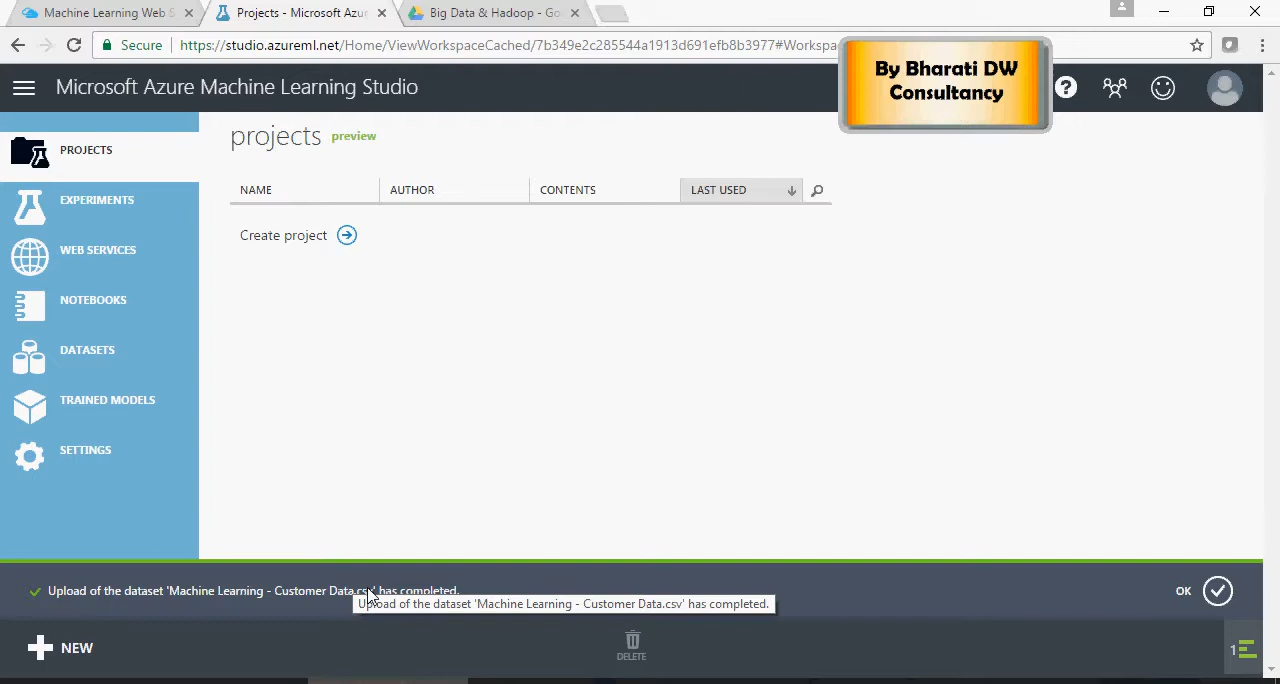 Machine Learning Web S
Projects - Microsoft Azur
Big Data & Hadoop - Go
Secure
https://studio.azureml.net/Home/ViewWorkspaceCached/7b349e2c285544a1913d691efb8b3977#Workspa
By Bharati DW
Consultancy
Microsoft Azure Machine Learning Studio
?
PROJECTS
EXPERIMENTS
WEB SERVICES
NOTEBOOKS
DATASETS
TRAINED MODELS
SETTINGS
projects preview
NAME AUTHOR CONTENTS LAST USED
Create project
Upload of the dataset 'Machine Learning - Customer Data.csv' has completed.
OK
Upload of the dataset 'Machine Learning - Customer Data.csv' has completed.
NEW
DELETE
1